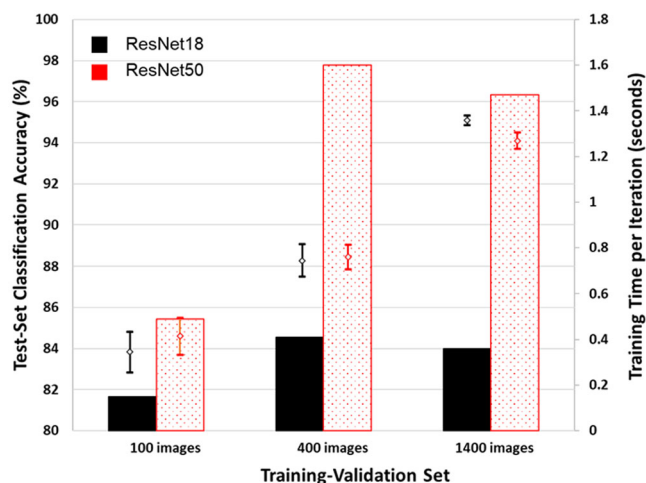 Test-Set Classification Accuracy (%)
100
98
96
94
92
90
88
86
84
82
80
ResNet18
ResNet50
1.8
1.6
1.4
1.2
1
0.8
0.6
0.4
0.2
0
Training Time per Iteration (seconds)
100 images
400 images
1400 images
Training-Validation Set